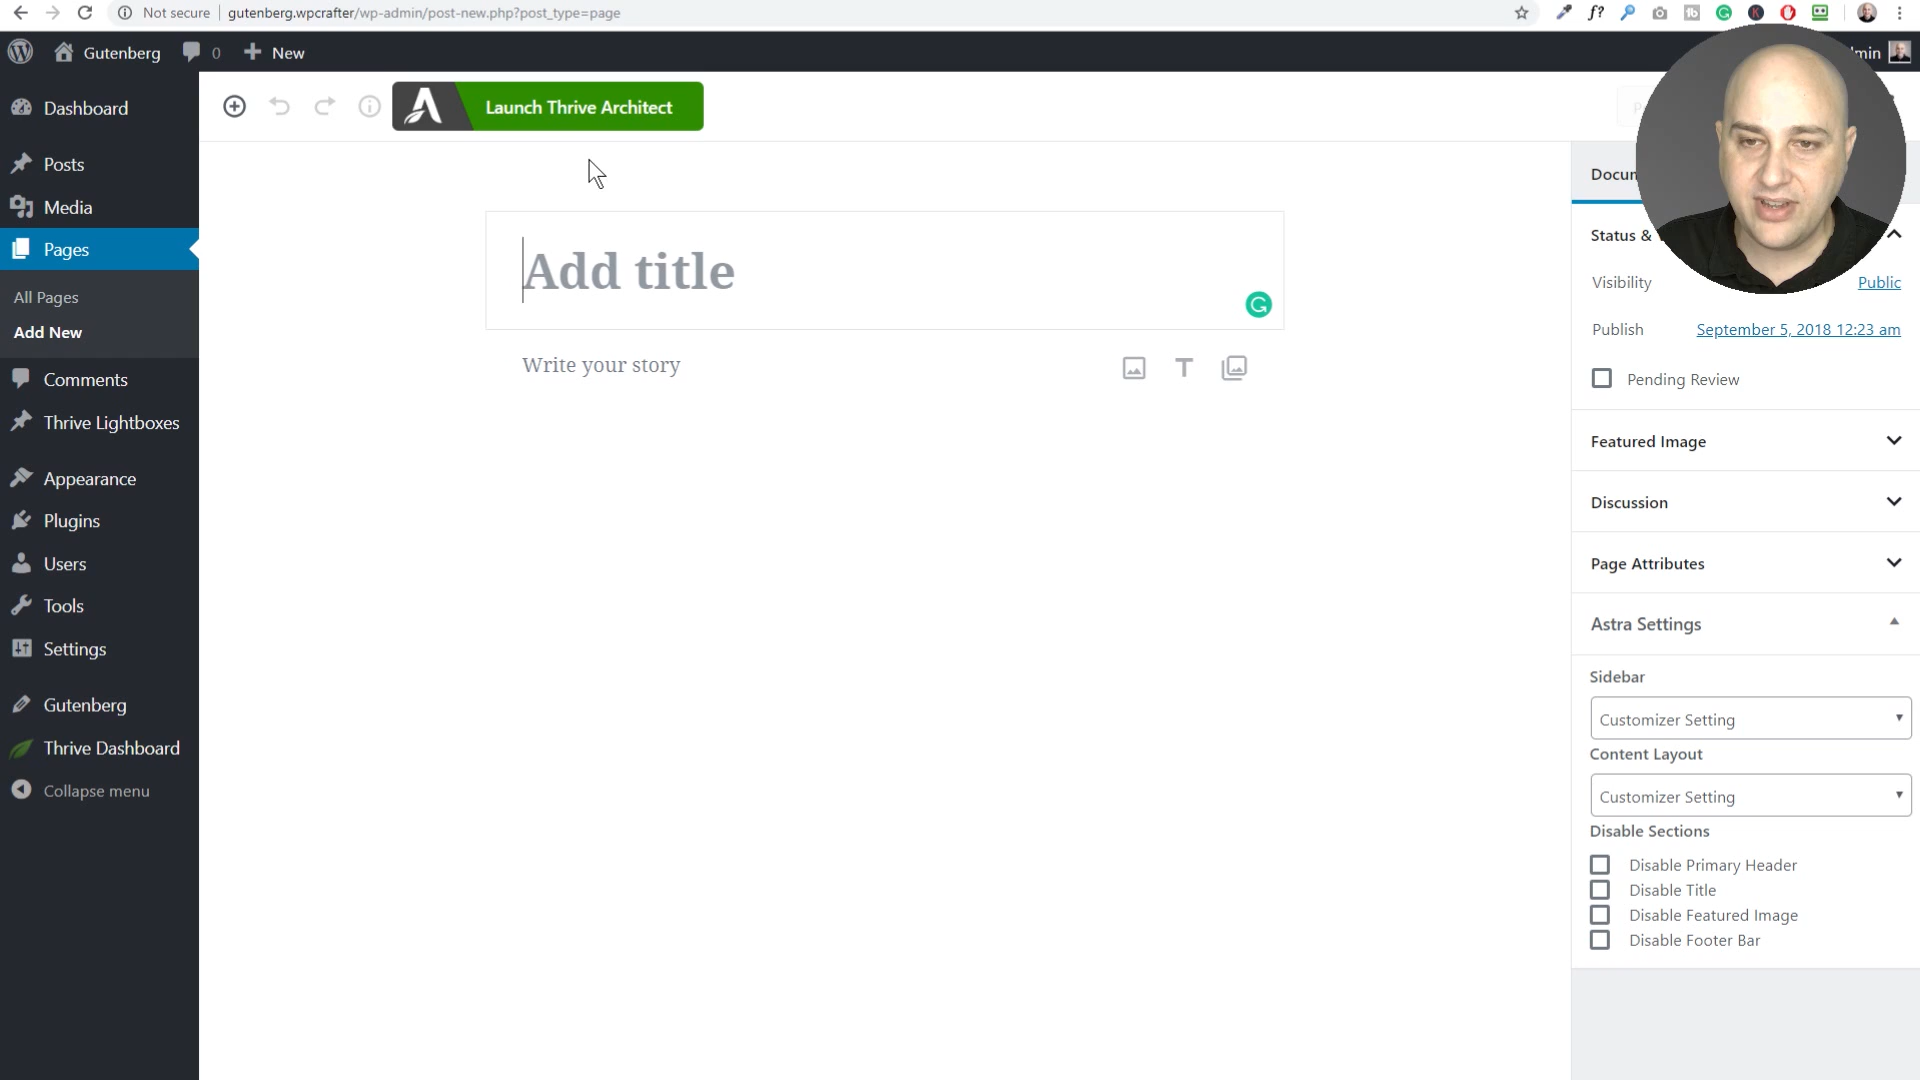 Not secure
gutenberg.wpcrafter/wp-admin/post-new.php?post_type=page
f?
Gutenberg
0
New
min
Dashboard
Launch Thrive Architect
Posts
Docum
Media
Status &
Pages
Add title
Visibility
Public
All Pages
Publish
September 5, 2018 12:23 am
Add New
Write your story
T
Comments
Pending Review
Thrive Lightboxes
Featured Image
Appearance
Discussion
Plugins
Users
Page Attributes
Tools
Astra Settings
Settings
Sidebar
Gutenberg
Customizer Setting
Thrive Dashboard
Content Layout
Collapse menu
Customizer Setting
Disable Sections
Disable Primary Header
Disable Title
Disable Featured Image
Disable Footer Bar